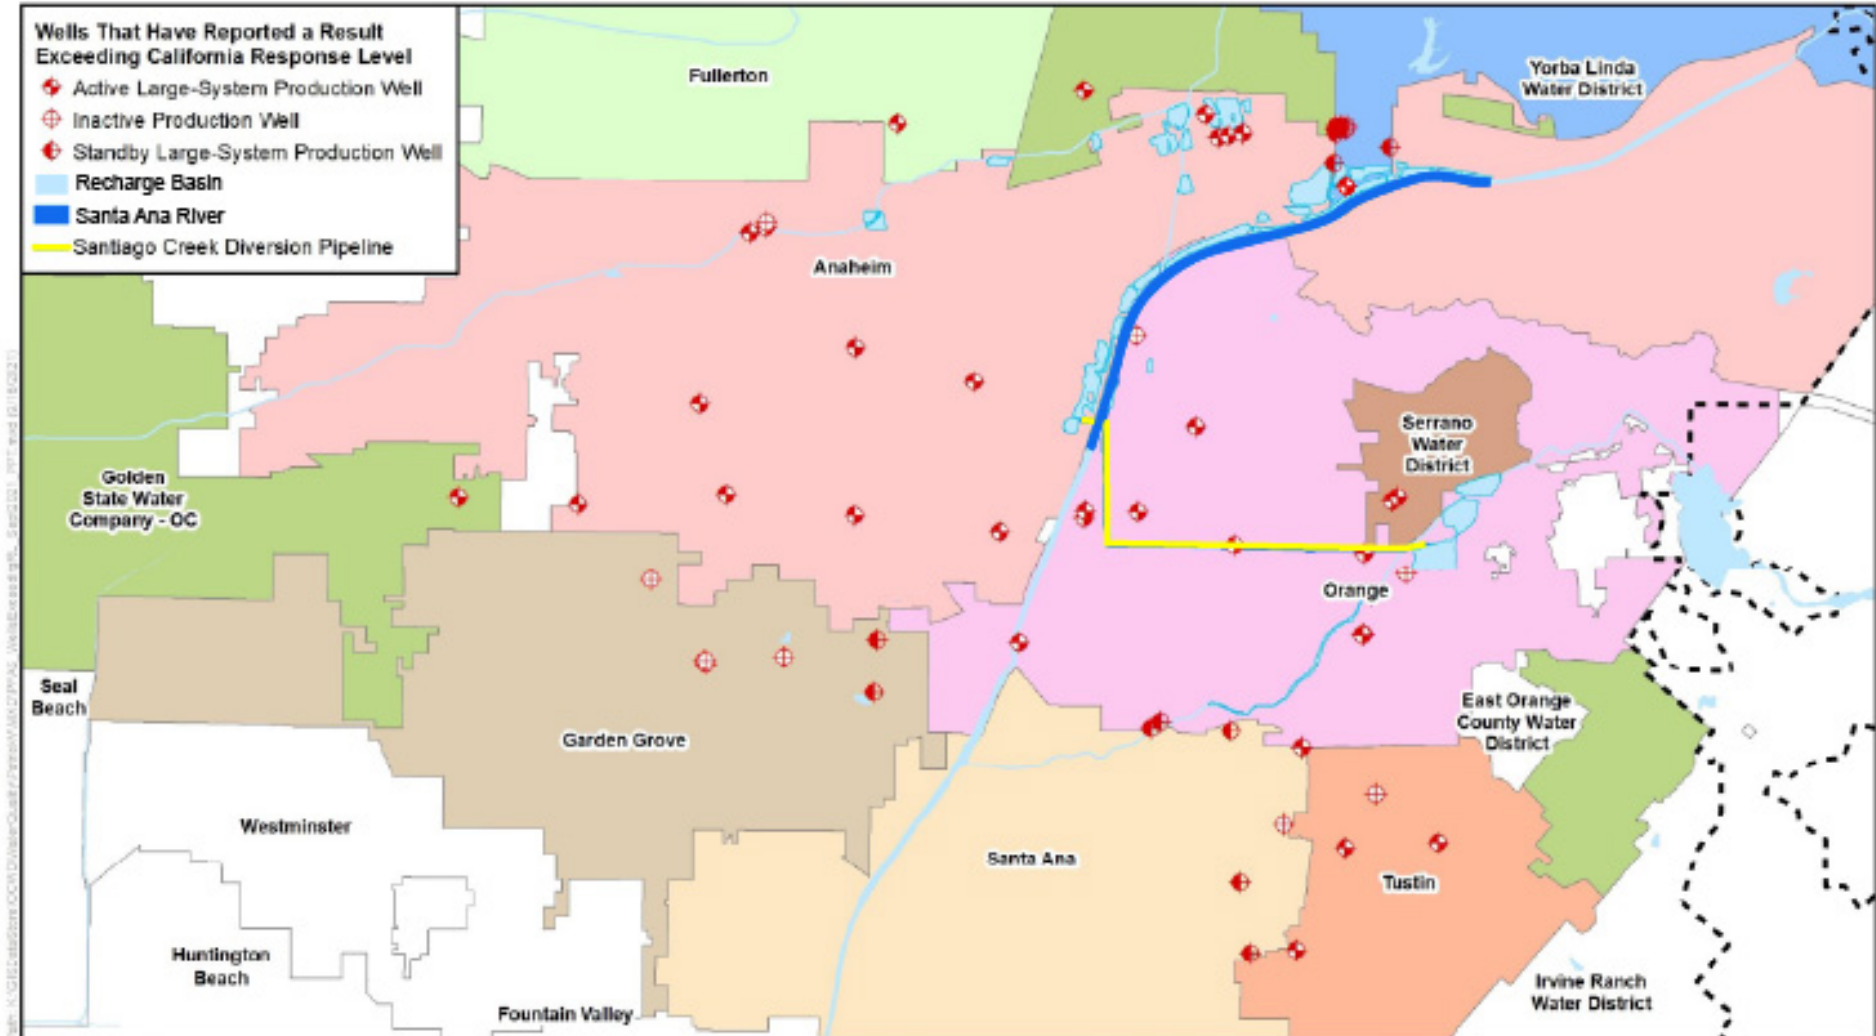 Wells That Have Reported a Result
Exceeding California Response Level
Active Large-System Production Well
Inactive Production Well
Standby Large-System Production Well
Recharge Basin
Santa Ana River
Santiago Creek Diversion Pipeline
Fullerton
Yorba Linda
Water District
Anaheim
Serrano
Water
District
Golden
State Water
Company - OC
Orange
Seal
Beach
East Orange
County Water
District
Garden Grove
Westminster
Santa Ana
Tustin
Huntington
Beach
Irvine Ranch
Water District
Fountain Valley